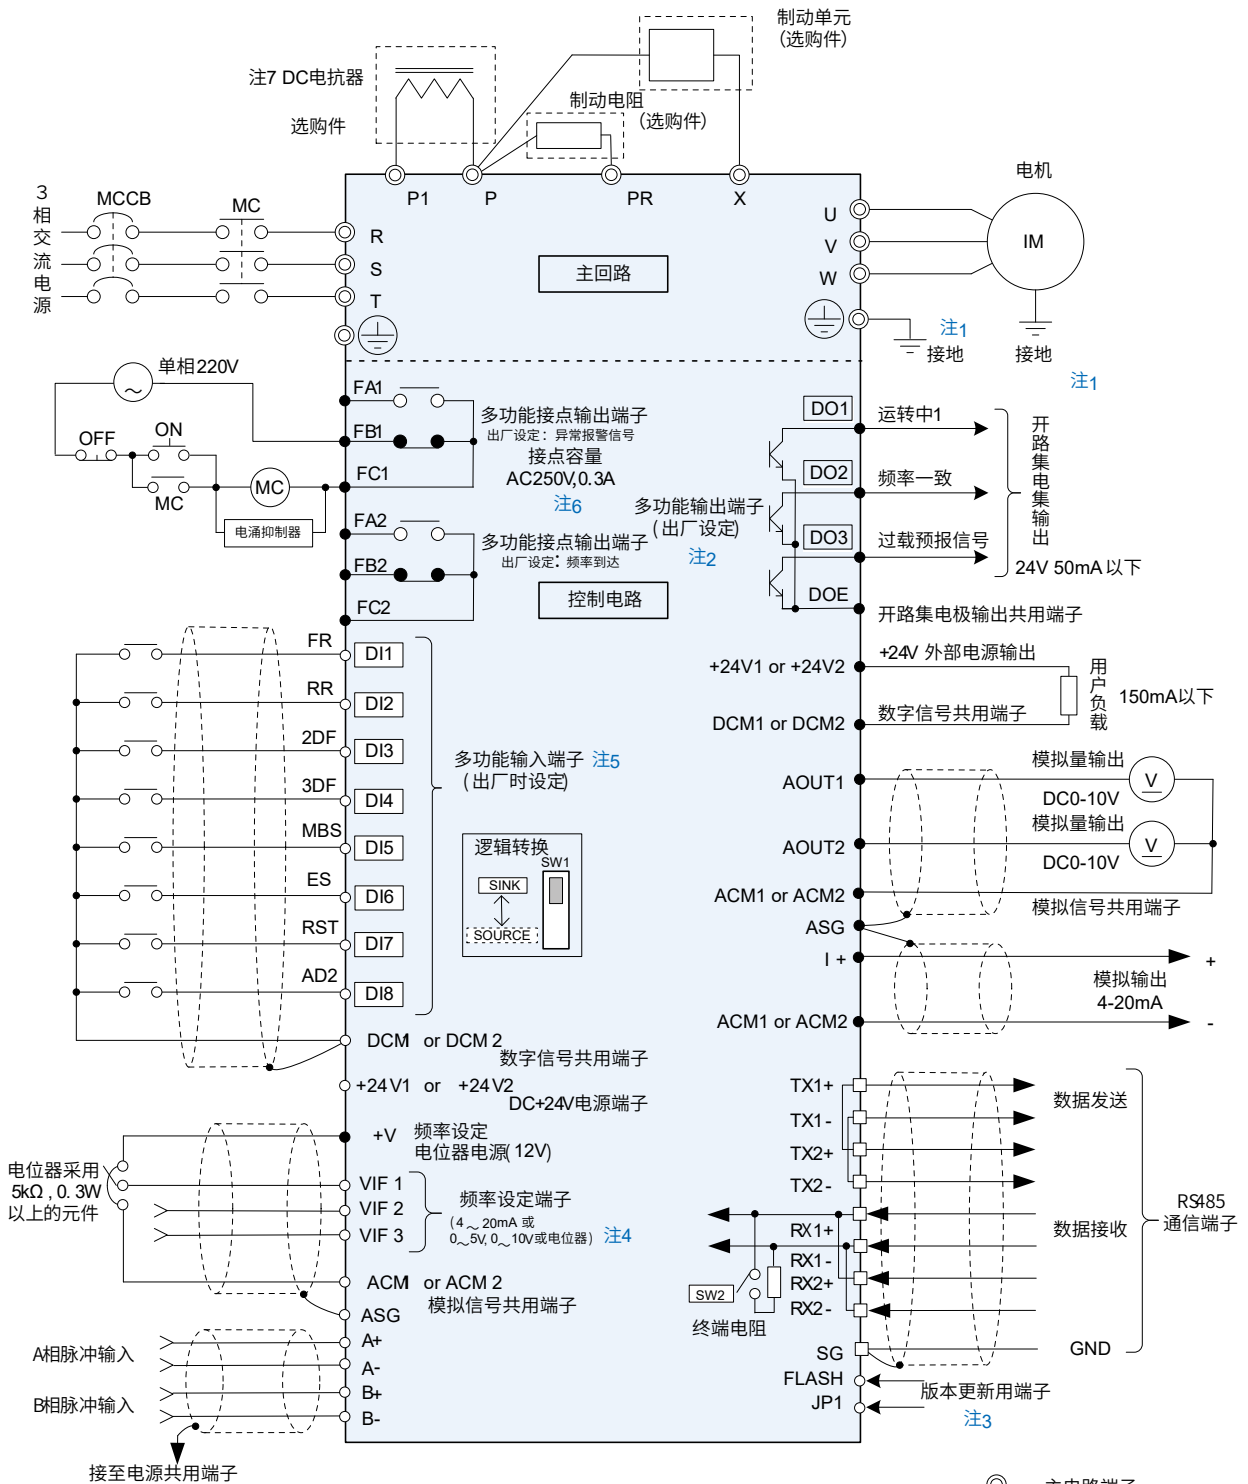 制动单元
(选购件)
注7 DC电抗器
选购件
制动电阻
(选购件)
P1
P
PR
X
电机
3相交流电源
MCCB
MC
R
S
T
主回路
U
V
W
IM
注1
接地
接地
注1
单相220V
OFF
ON
MC
MC
电涌抑制器
FA1
FB1
FC1
多功能接点输出端子
出厂设定：异常报警信号
接点容量
AC250V,0.3A
注6
FA2
FB2
FC2
多功能接点输出端子
出厂设定：频率到达
控制电路
多功能输出端子
(出厂设定)
注2
DO1
DO2
DO3
DOE
运转中1
频率一致
过载预报信号
开路集电集输出
24V 50mA以下
开路集电极输出共用端子
FR
DI1
RR
DI2
2DF
DI3
3DF
DI4
MBS
DI5
ES
DI6
RST
DI7
AD2
DI8
多功能输入端子 注5
(出厂时设定)
逻辑转换
SW1
SINK
SOURCE
+24V1 or +24V2
+24V 外部电源输出
用户负载
150mA以下
DCM1 or DCM2
数字信号共用端子
AOUT1
模拟量输出
V
DC0-10V
AOUT2
模拟量输出
V
DC0-10V
ACM1 or ACM2
模拟信号共用端子
ASG
I +
+
模拟输出
4-20mA
ACM1 or ACM2
-
DCM1 or DCM 2
数字信号共用端子
+24V1 or +24V2
DC+24V电源端子
+V 频率设定
电位器电源(12V)
电位器采用
5kΩ, 0.3W
以上的元件
VIF 1
VIF 2
VIF 3
频率设定端子
(4～20mA 或
0～5V, 0～10V或电位器) 注4
ACM1 or ACM 2
模拟信号共用端子
ASG
A相脉冲输入
A+
A-
B相脉冲输入
B+
B-
接至电源共用端子
TX1+
TX1-
TX2+
TX2-
数据发送
RX1+
RX1-
RX2+
RX2-
数据接收
RS485
通信端子
SW2
终端电阻
SG
GND
FLASH
JP1
版本更新用端子
注3
主电路端子